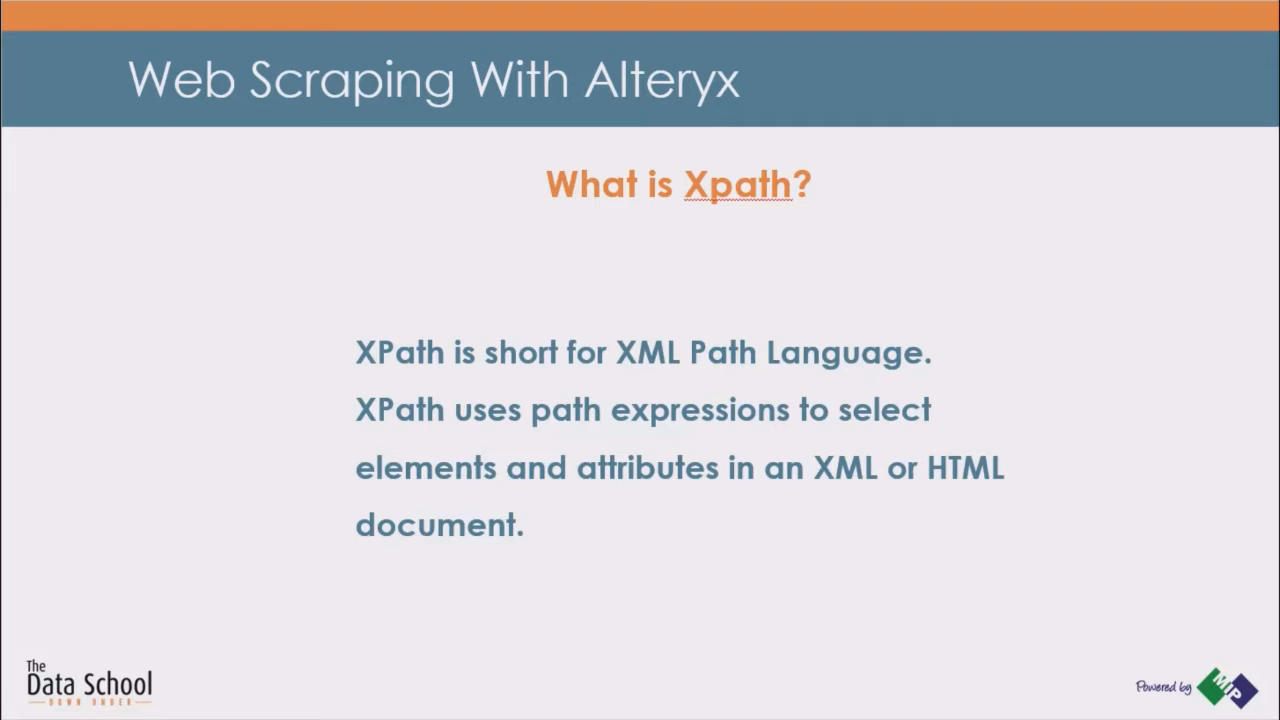 Web Scraping With Alteryx
What is Xpath?
XPath is short for XML Path Language.
XPath uses path expressions to select
elements and attributes in an XML or HTML
document.
The
Data School
DOWN UNDER
Powered by MIP